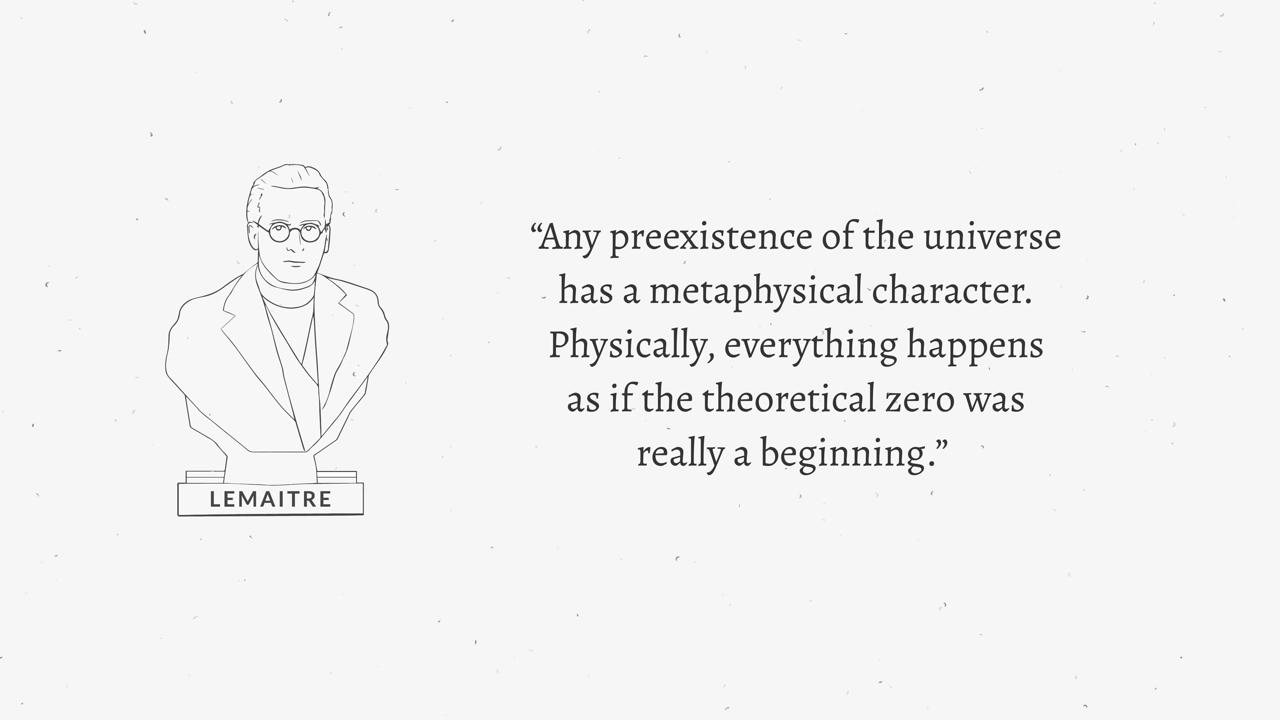 LEMAITRE
“Any preexistence of the universe
has a metaphysical character.
Physically, everything happens
as if the theoretical zero was
really a beginning.”